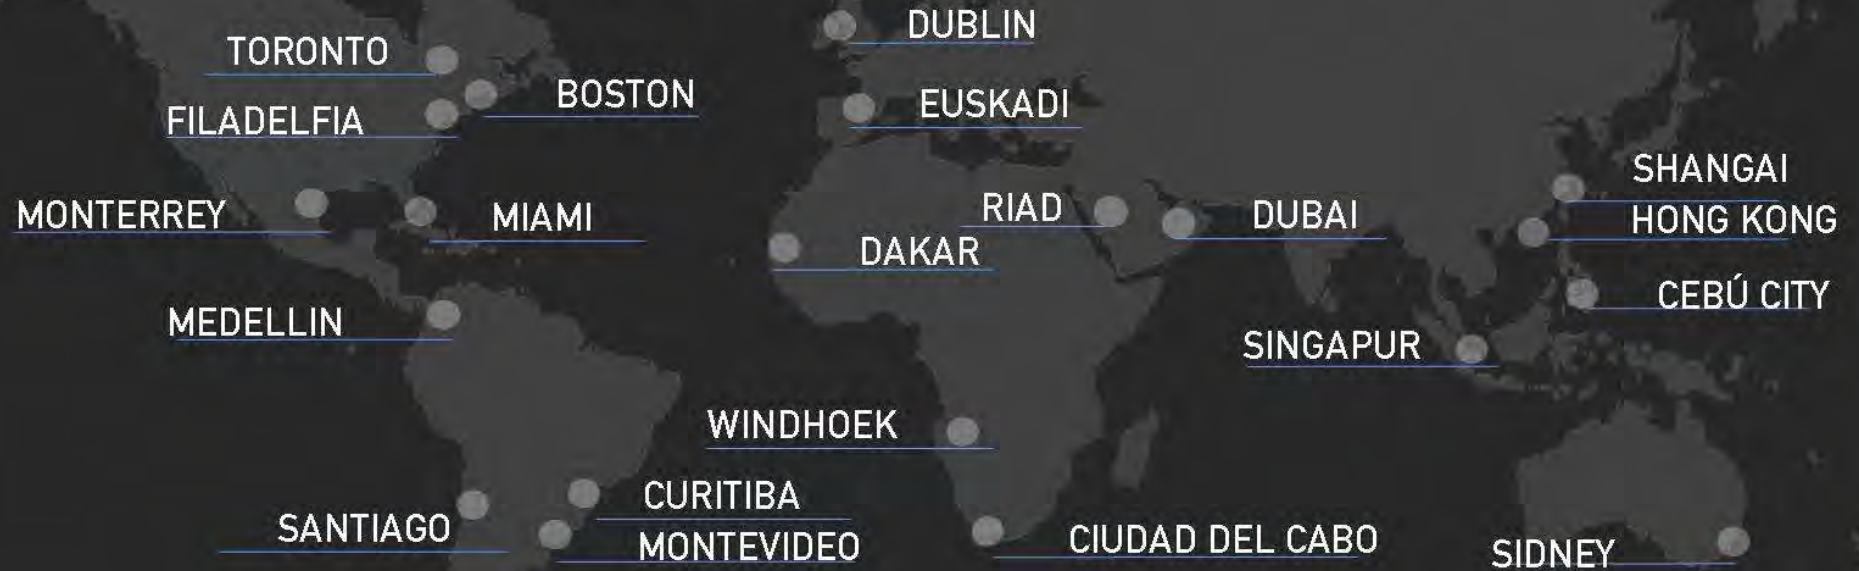 DUBLIN
TORONTO
BOSTON
EUSKADI
FILADELFIA
SHANGAI
MONTERREY
MIAMI
RIAD
DUBAI
HONG KONG
DAKAR
CEBÚ CITY
MEDELLIN
SINGAPUR
WINDHOEK
CURITIBA
SANTIAGO
MONTEVIDEO
CIUDAD DEL CABO
SIDNEY